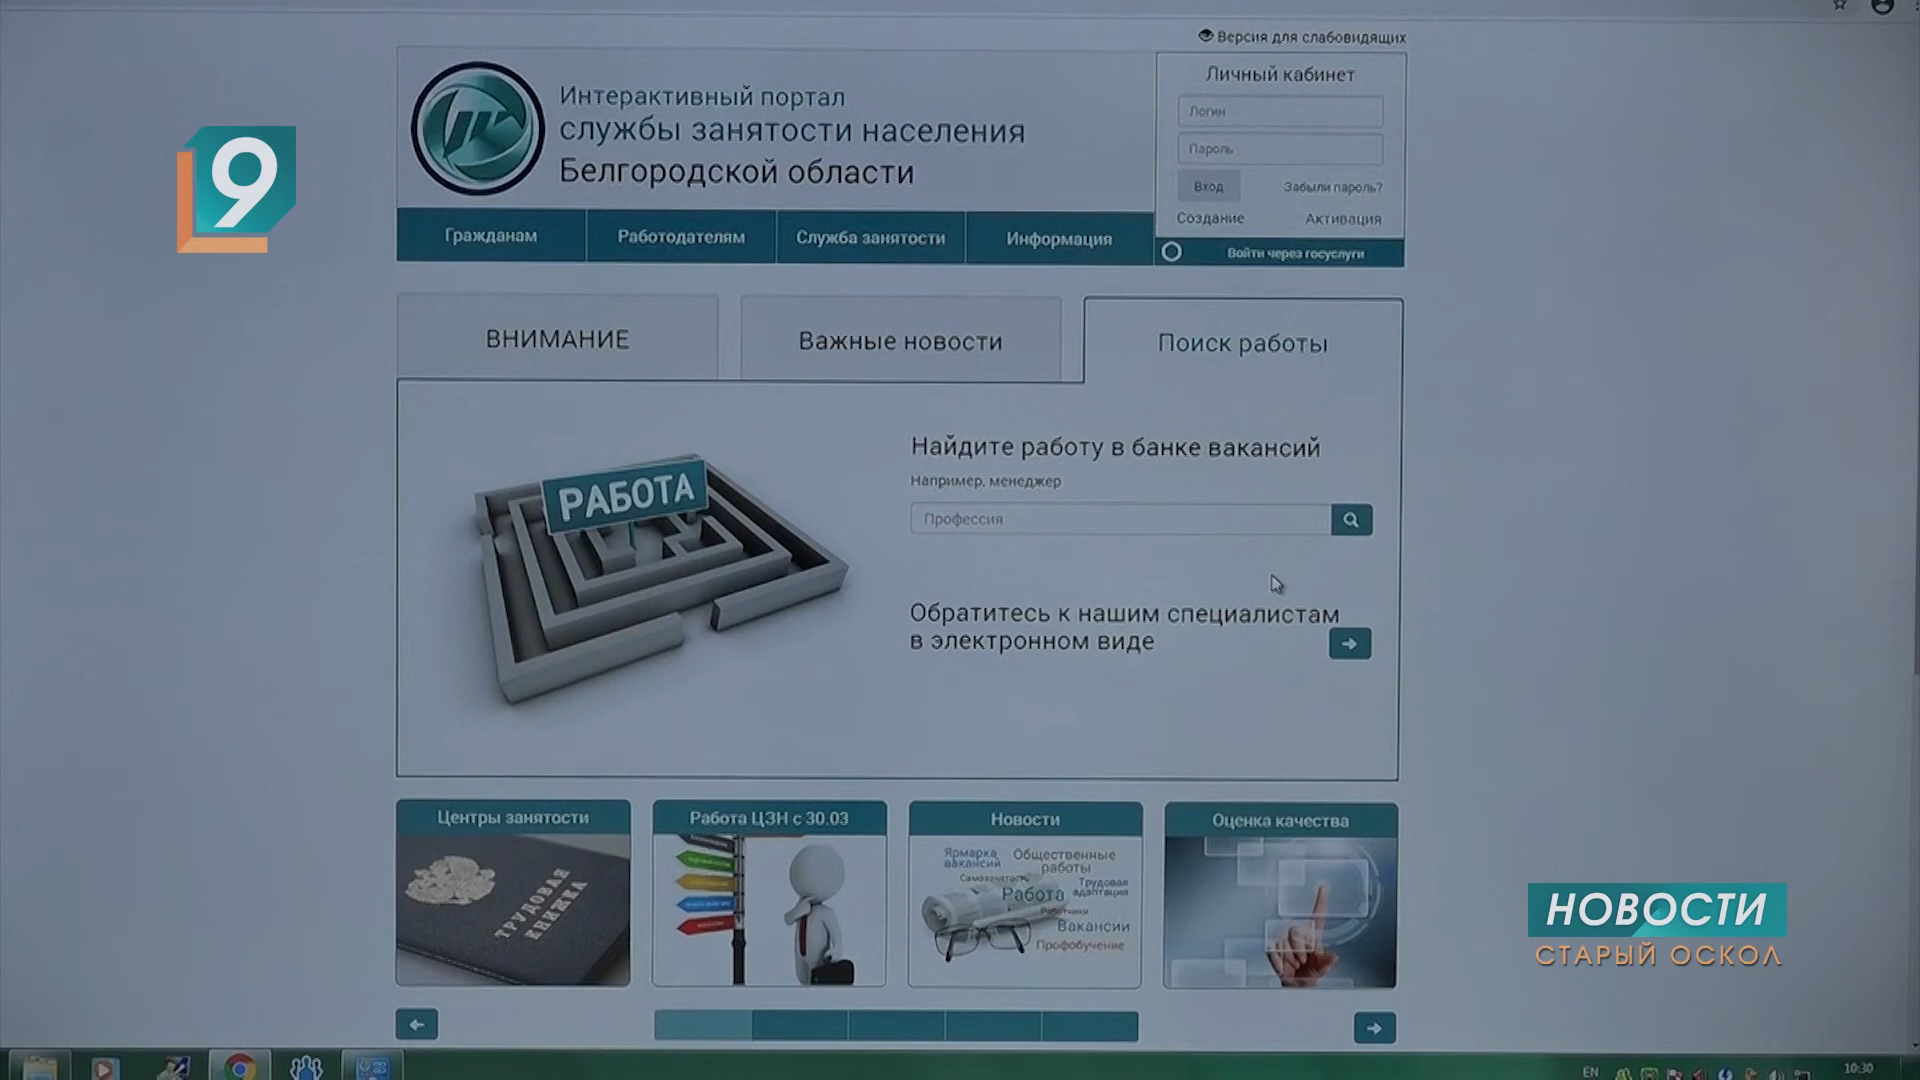 Версия для слабовидящих
Интерактивный портал
службы занятости населения
Белгородской области
Личный кабинет
Логин
Пароль
Вход
Забыли пароль?
Создание
Активация
Войти через госуслуги
9
Гражданам
Работодателям
Служба занятости
Информация
ВНИМАНИЕ
Важные новости
Поиск работы
РАБОТА
Найдите работу в банке вакансий
Например, менеджер
Профессия
Обратитесь к нашим специалистам
в электронном виде
Центры занятости
ТРУДОВАЯ
КНИЖКА
Работа ЦЗН с 30.03
Новости
Ярмарка
вакансий
Общественные
работы
Самозанятость
Трудовая
адаптация
Работа
Вакансии
Профобучение
Оценка качества
НОВОСТИ
СТАРЫЙ ОСКОЛ
EN
10:30